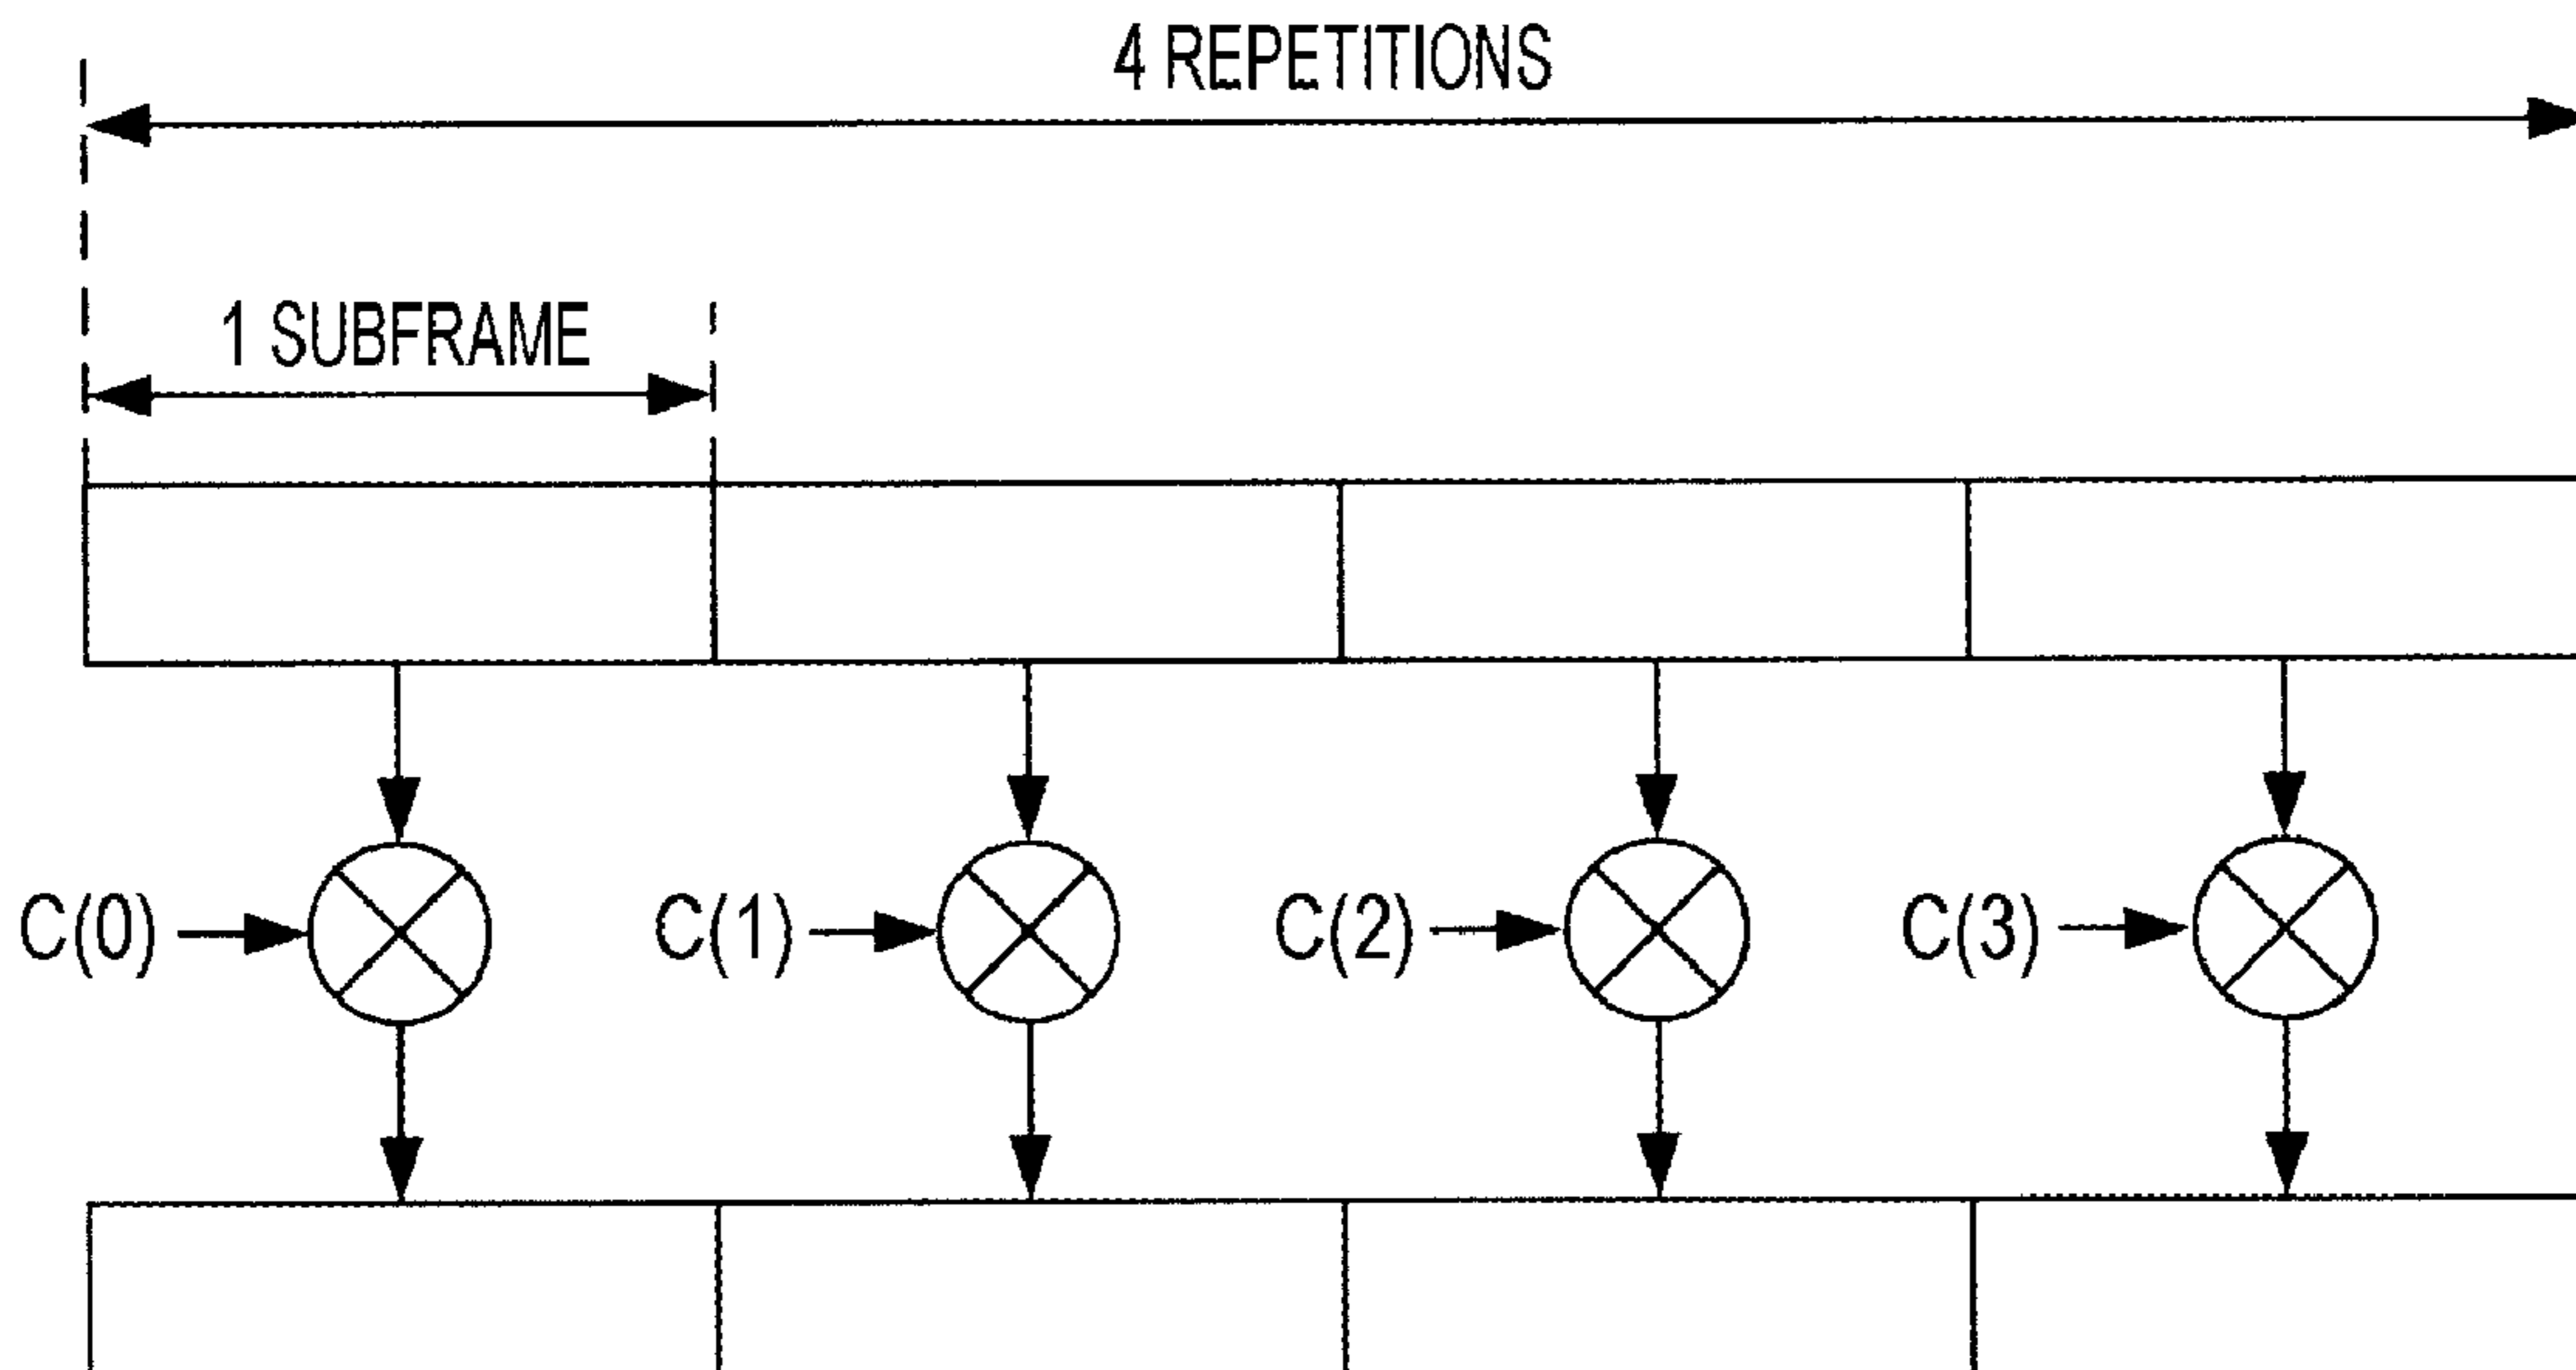 4 REPETITIONS
1 SUBFRAME
C(0) C(1) C(2) C(3)